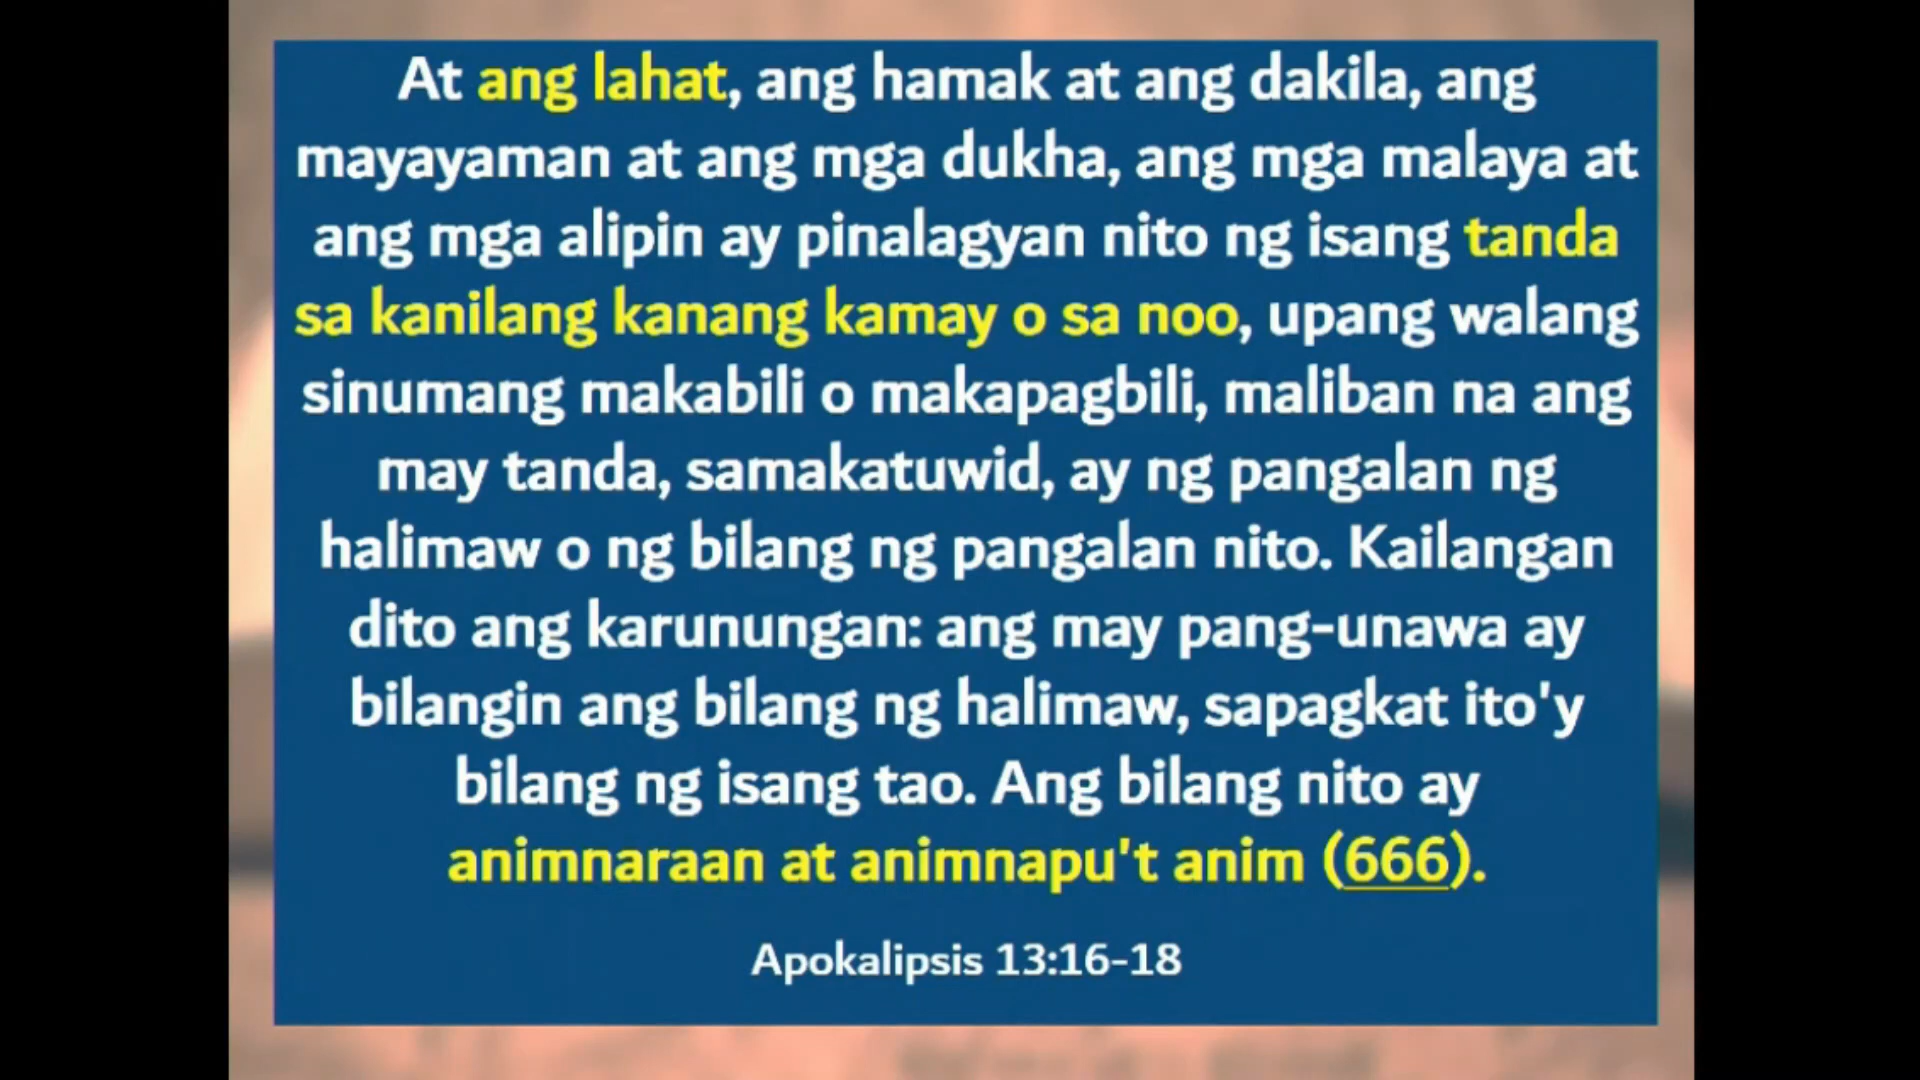 At ang lahat, ang hamak at ang dakila, ang
mayayaman at ang mga dukha, ang mga malaya at
ang mga alipin ay pinalagyan nito ng isang tanda
sa kanilang kanang kamay o sa noo, upang walang
sinumang makabili o makapagbili, maliban na ang
may tanda, samakatuwid, ay ng pangalan ng
halimaw o ng bilang ng pangalan nito. Kailangan
dito ang karunungan: ang may pang-unawa ay
bilangin ang bilang ng halimaw, sapagkat ito'y
bilang ng isang tao. Ang bilang nito ay
animnaraan at animnapu't anim (666).
Apokalipsis 13:16-18